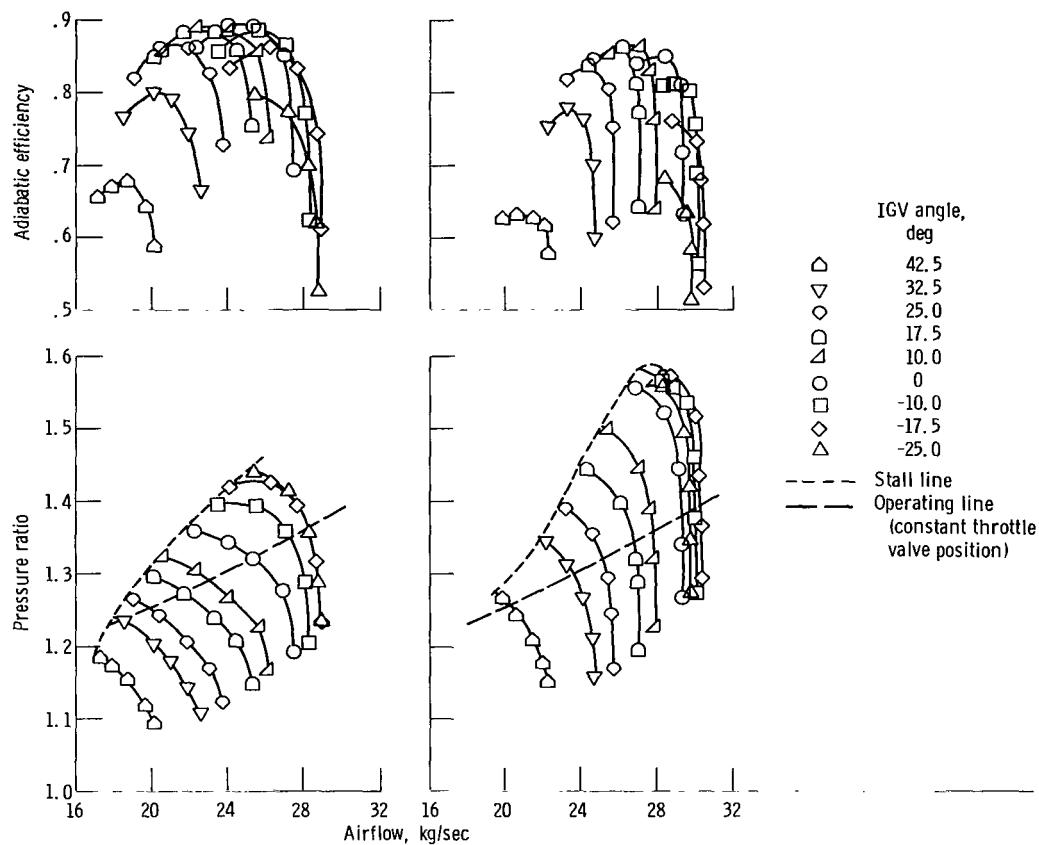 .9
.8
.7
.6
.5
Adiabatic efficiency
1.6
1.5
1.4
1.3
1.2
1.1
1.0
Pressure ratio
16 20 24 28 32 16 20 24 28 32
Airflow, kg/sec
IGV angle,
deg
42.5
32.5
25.0
17.5
10.0
0
-10.0
-17.5
-25.0
Stall line
Operating line
(constant throttle
valve position)